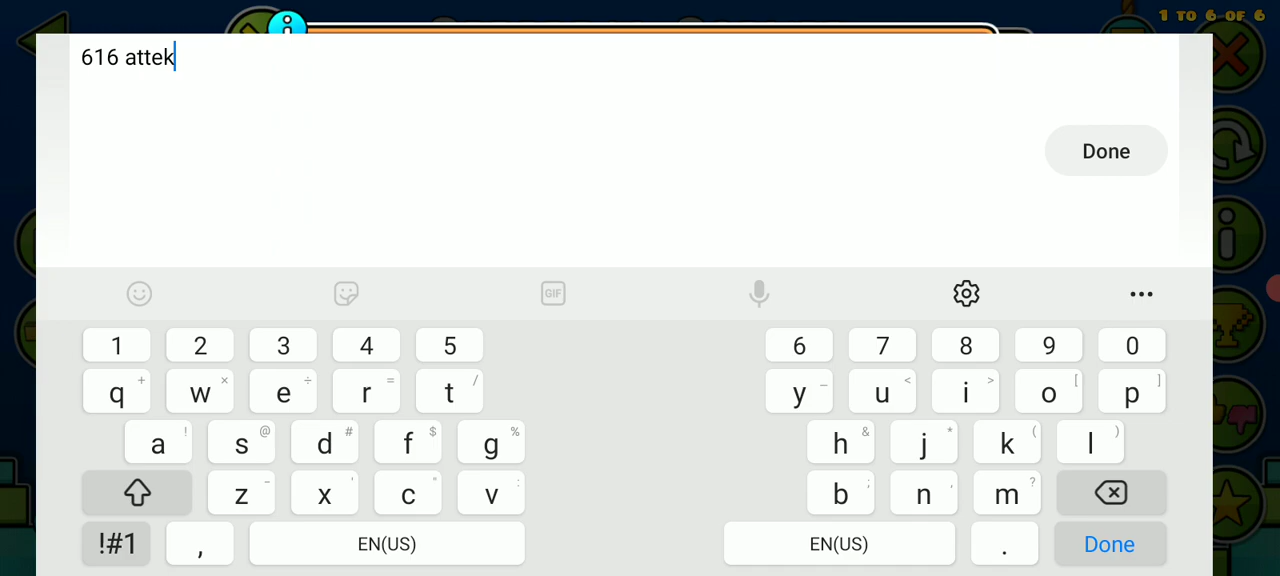 1 TO 6 OF 6
616 attek
Done
GIF
1 2 3 4 5 6 7 8 9 0
q + w × e ÷ r = t / y _ u < i > o [ p ]
a ! s @ d # f $ g % h & j * k ( l )
z - x ' c " v : b ; n , m ?
!#1 , EN(US) EN(US) . Done